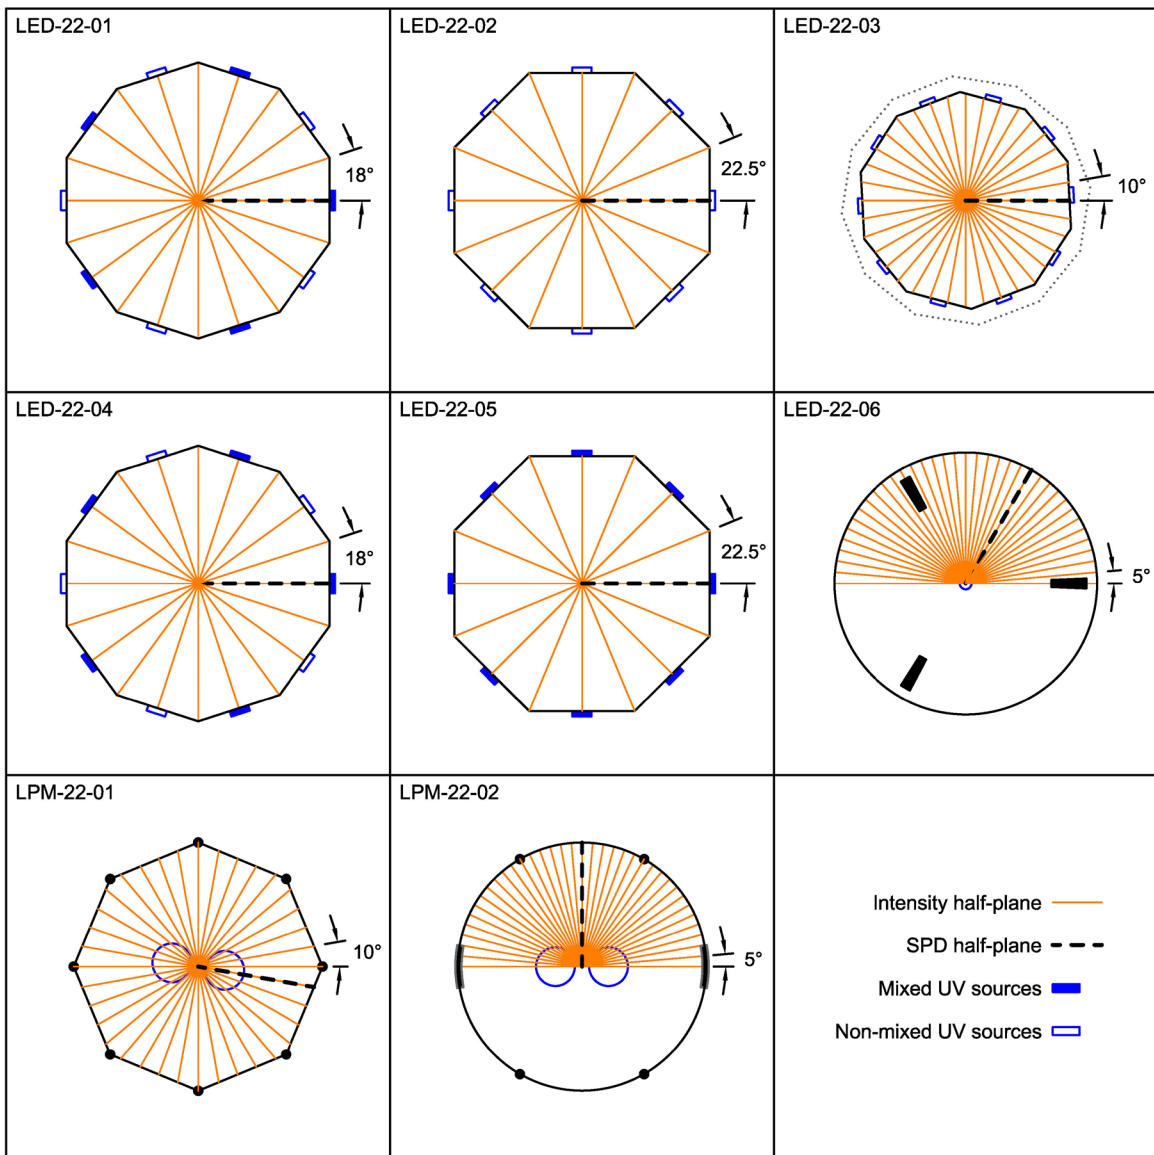 LED-22-01
LED-22-02
LED-22-03
18°
22.5°
10°
LED-22-04
LED-22-05
LED-22-06
18°
22.5°
5°
LPM-22-01
LPM-22-02
10°
5°
Intensity half-plane
SPD half-plane
Mixed UV sources
Non-mixed UV sources